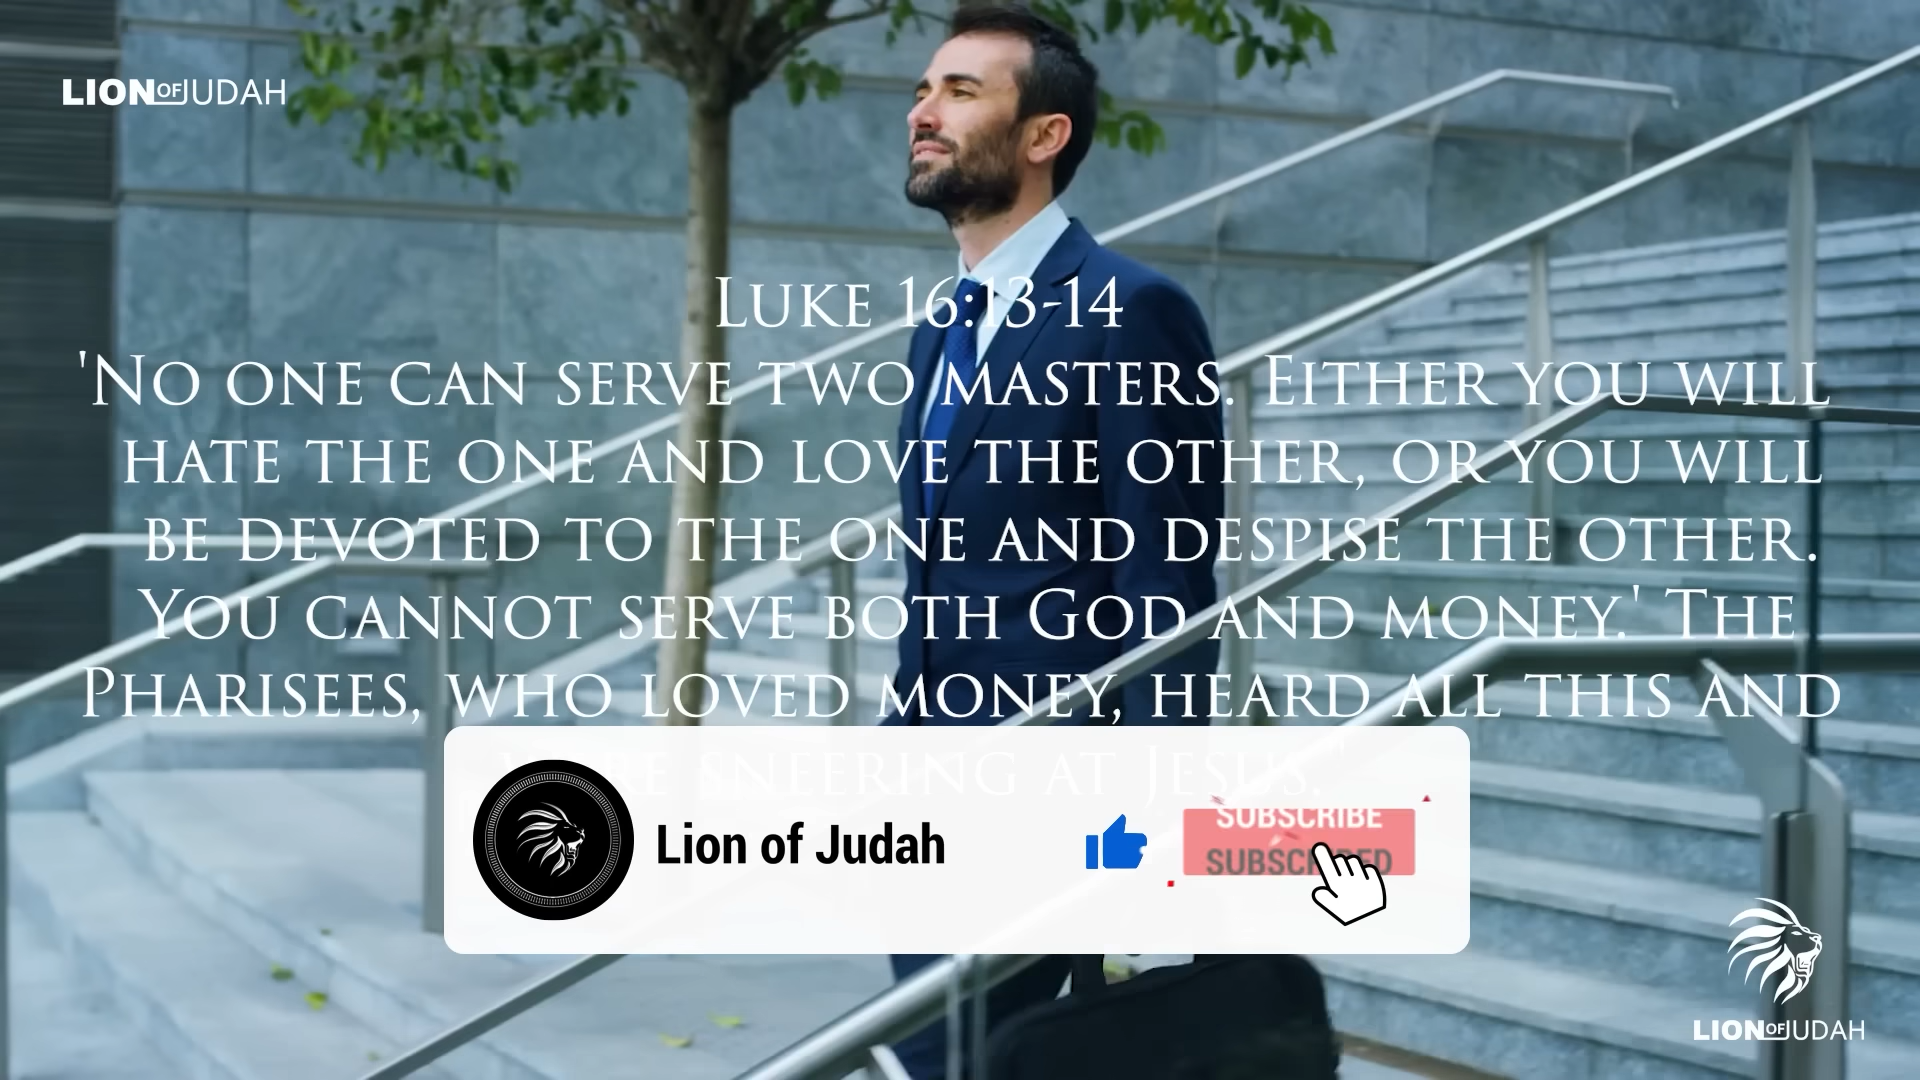 LION OF JUDAH
Luke 16:13-14
'No one can serve two masters. Either you will
hate the one and love the other, or you will
be devoted to the one and despise the other.
You cannot serve both God and money.' The
Pharisees, who loved money, heard all this and
were sneering at Jesus."
Lion of Judah
SUBSCRIBE
SUBSCRIBED
LION OF JUDAH